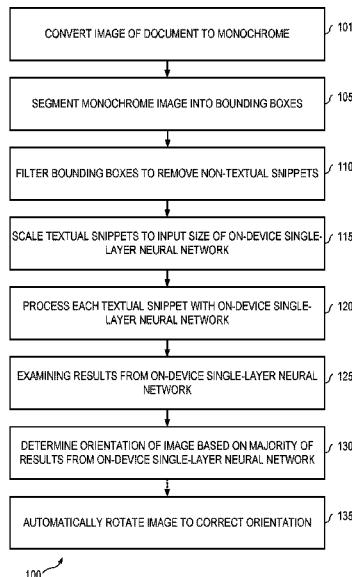 CONVERT IMAGE OF DOCUMENT TO MONOCHROME
101
SEGMENT MONOCHROME IMAGE INTO BOUNDING BOXES
105
FILTER BOUNDING BOXES TO REMOVE NON-TEXTUAL SNIPPETS
110
SCALE TEXTUAL SNIPPETS TO INPUT SIZE OF ON-DEVICE SINGLE-
LAYER NEURAL NETWORK
115
PROCESS EACH TEXTUAL SNIPPET WITH ON-DEVICE SINGLE-
LAYER NEURAL NETWORK
120
EXAMINING RESULTS FROM ON-DEVICE SINGLE-LAYER NEURAL
NETWORK
125
DETERMINE ORIENTATION OF IMAGE BASED ON MAJORITY OF
RESULTS FROM ON-DEVICE SINGLE-LAYER NEURAL NETWORK
130
AUTOMATICALLY ROTATE IMAGE TO CORRECT ORIENTATION
135
100